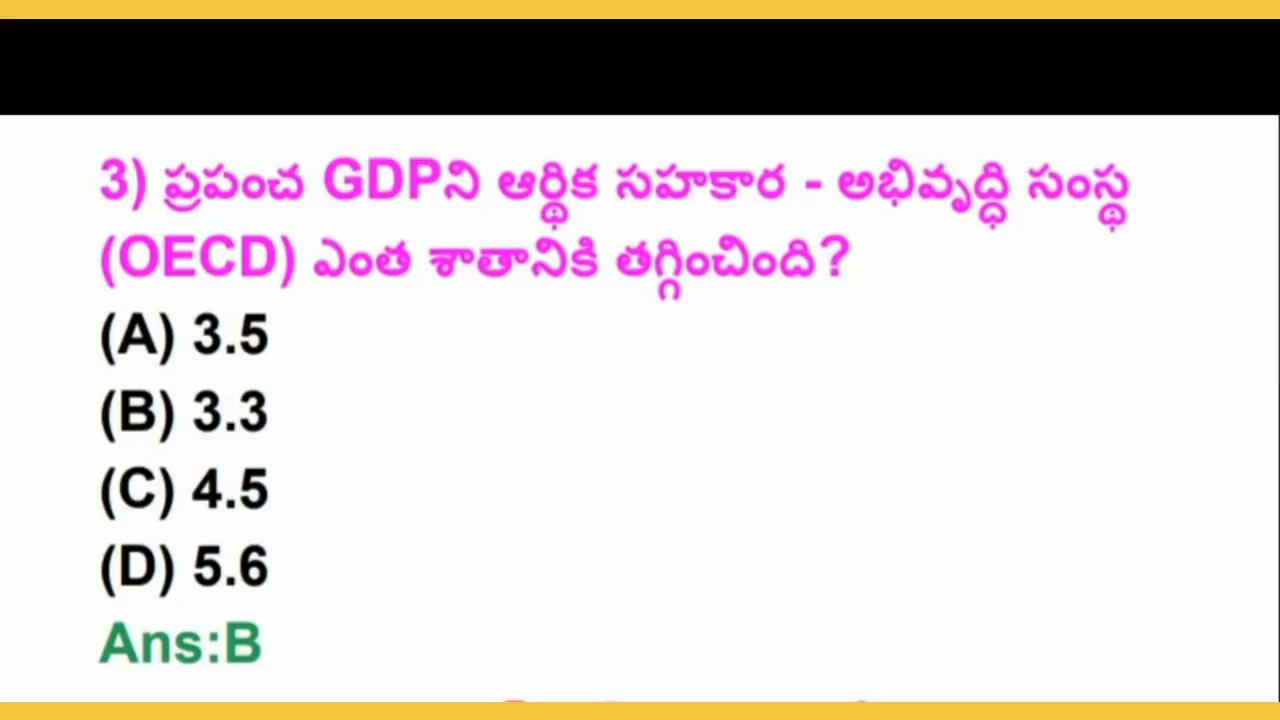 3) ప్రపంచ GDPని ఆర్థిక సహకార - అభివృద్ధి సంస్థ
(OECD) ఎంత శాతానికి తగ్గించింది?
(A) 3.5
(B) 3.3
(C) 4.5
(D) 5.6
Ans:B